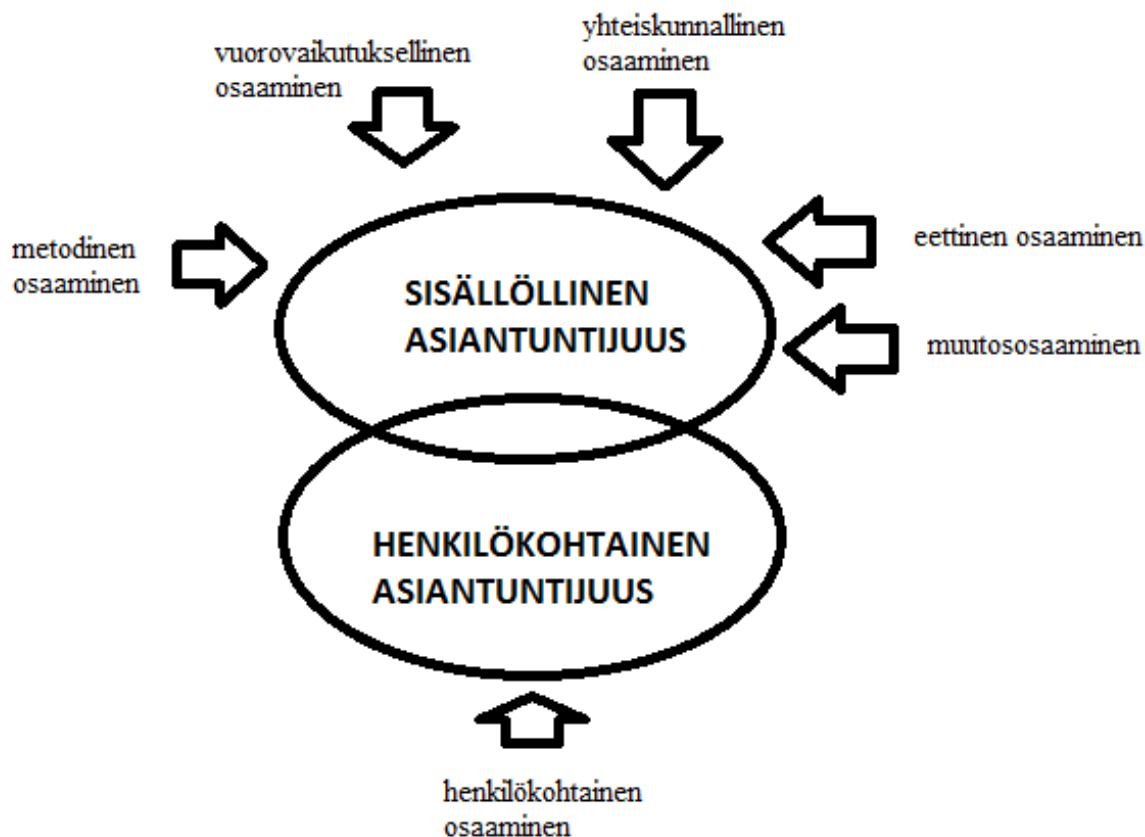 vuorovaikutuksellinen
osaaminen
yhteiskunnallinen
osaaminen
metodinen
osaaminen
eettinen osaaminen
muutososaaminen
SISÄLLÖLLINEN
ASIANTUNTIJUUS
HENKILÖKOHTAINEN
ASIANTUNTIJUUS
henkilökohtainen
osaaminen